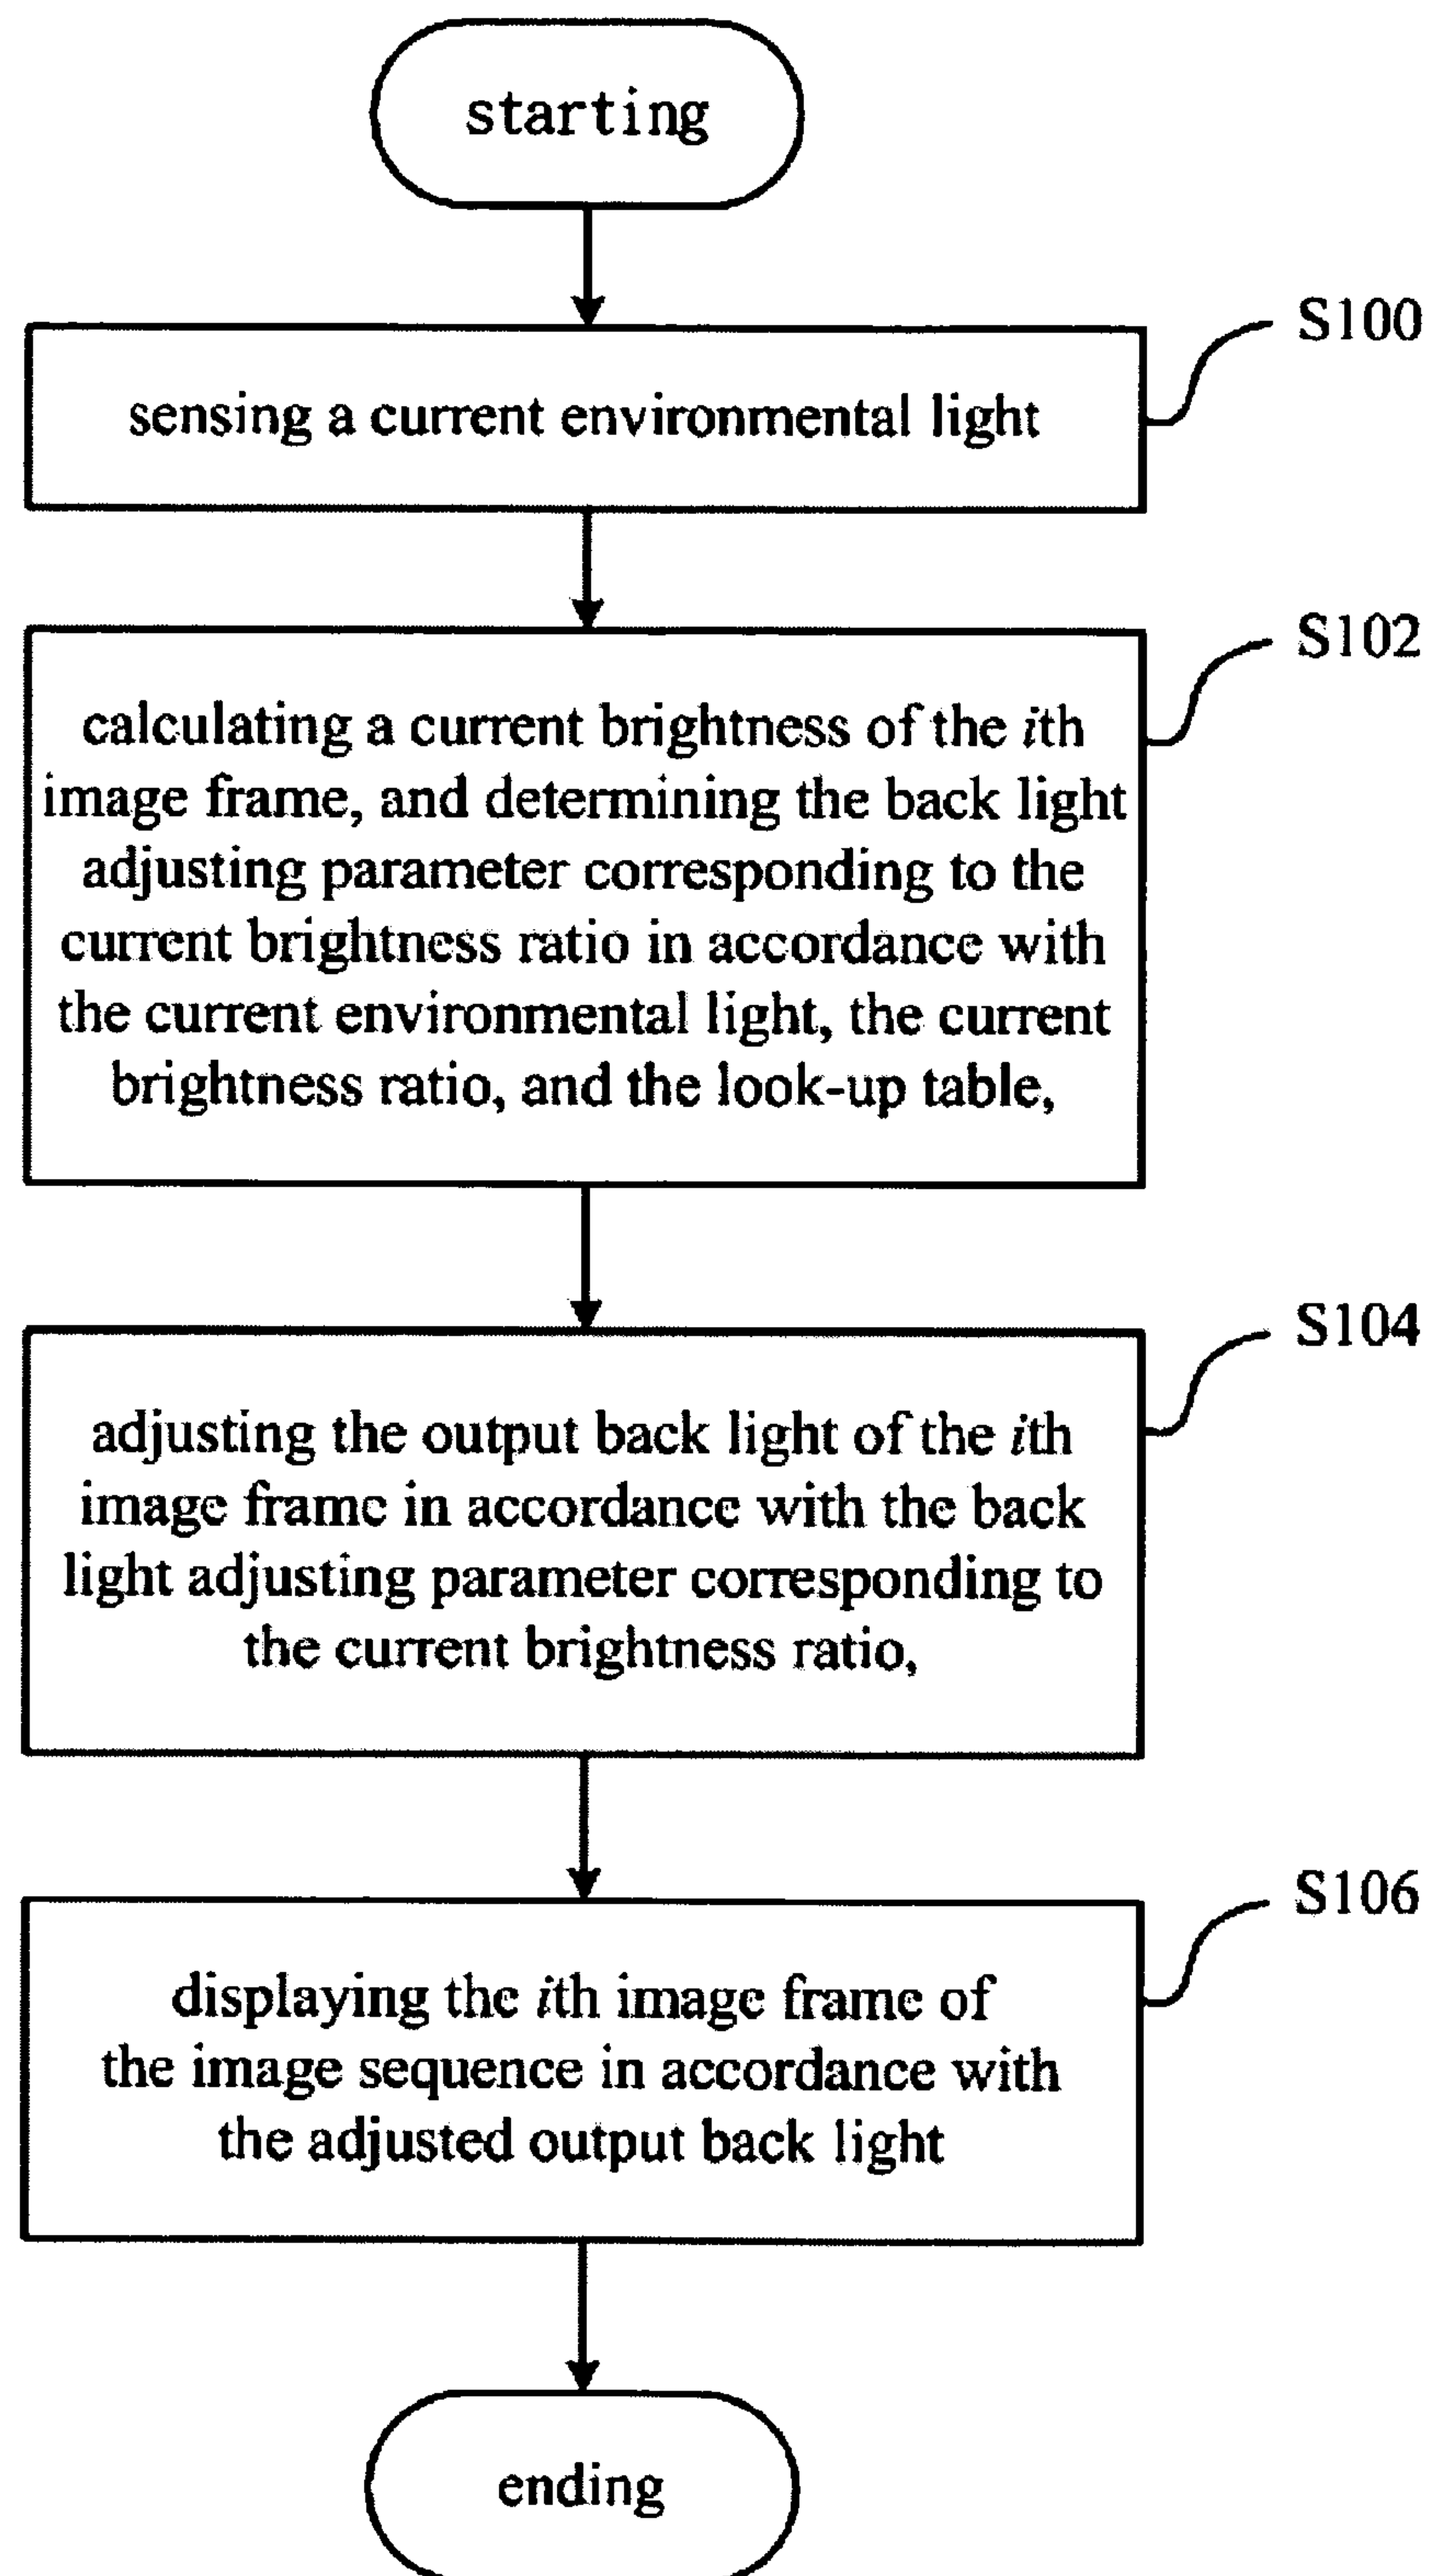 starting
S100
sensing a current environmental light
S102
calculating a current brightness of the ith
image frame, and determining the back light
adjusting parameter corresponding to the
current brightness ratio in accordance with
the current environmental light, the current
brightness ratio, and the look-up table,
S104
adjusting the output back light of the ith
image frame in accordance with the back
light adjusting parameter corresponding to
the current brightness ratio,
S106
displaying the ith image frame of
the image sequence in accordance with
the adjusted output back light
ending